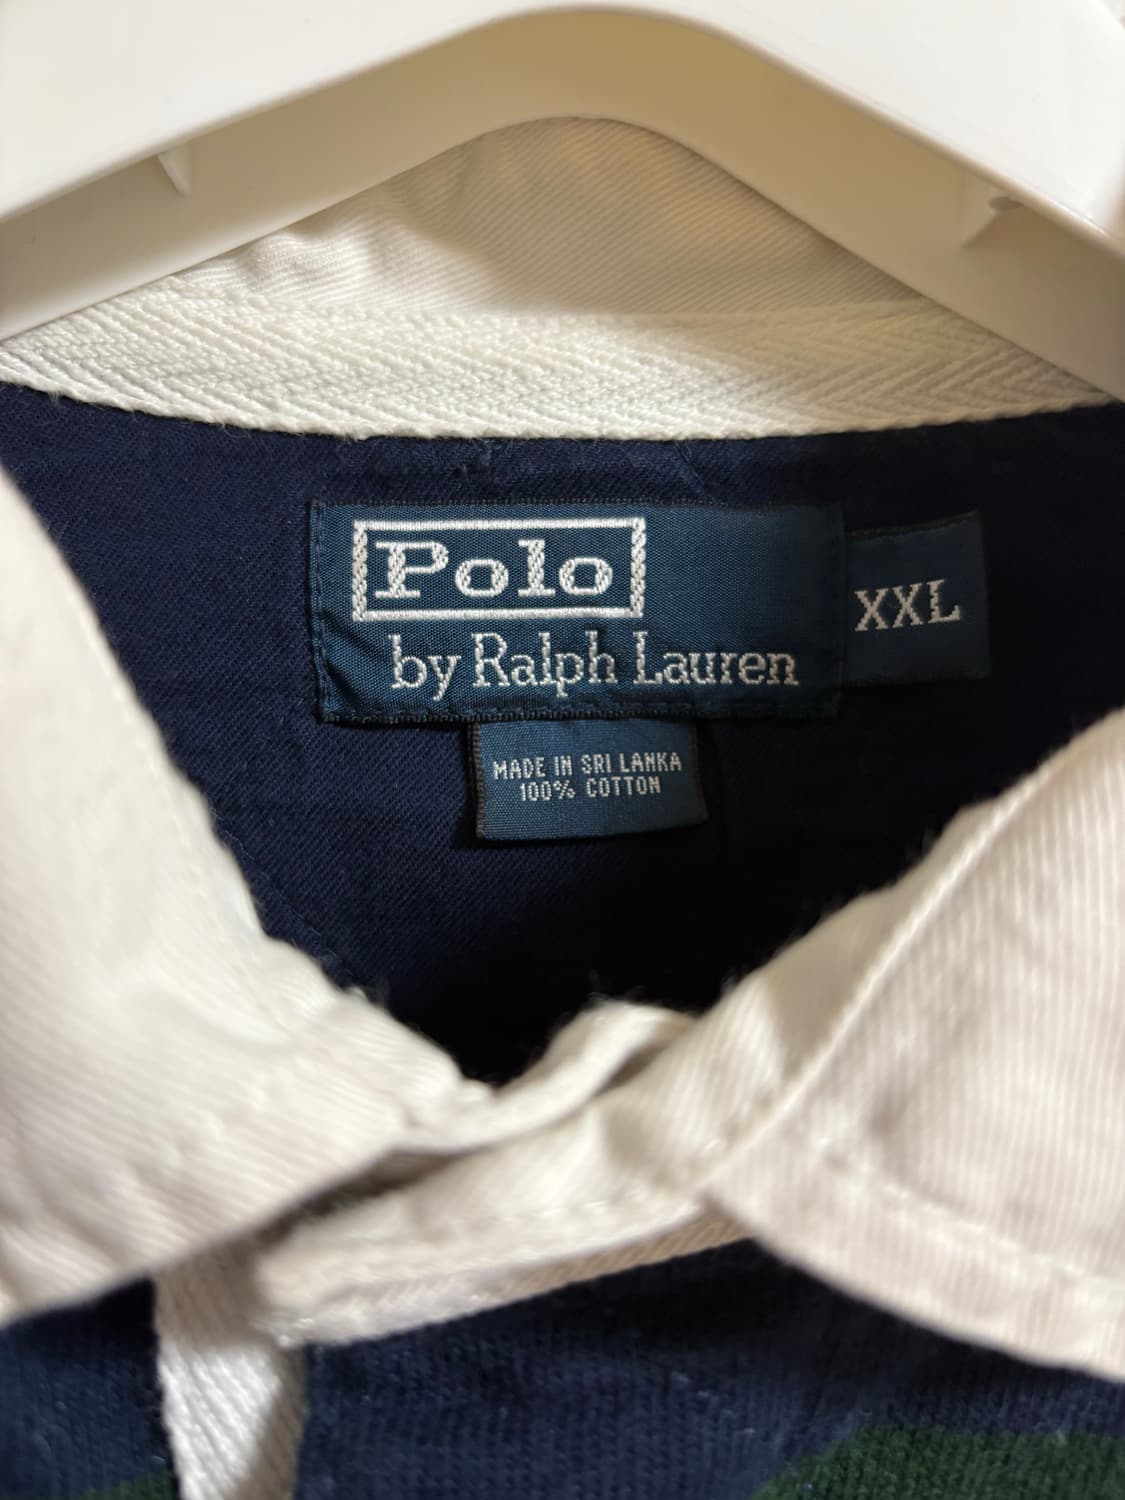 Polo
by Ralph Lauren
XXL
MADE IN SRI LANKA
100% COTTON